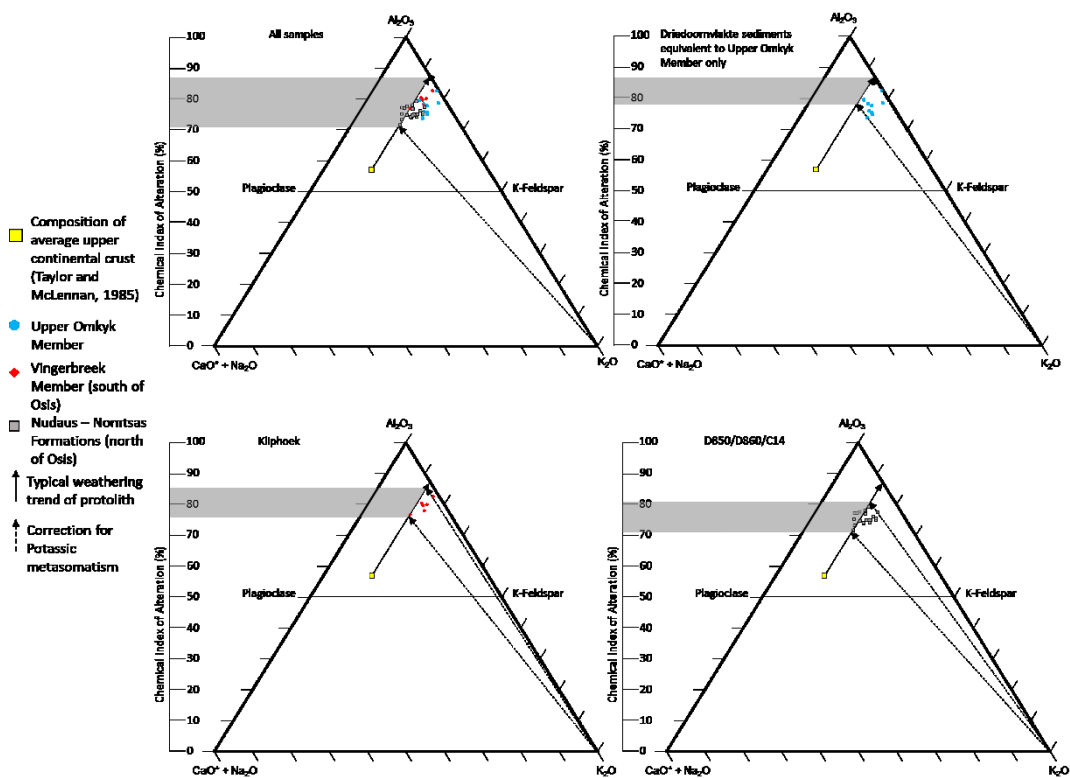 Composition of
average upper
continental crust
(Taylor and
McLennan, 1985)
Upper Omkyk
Member
Vingerbreek
Member (south of
Osis)
Nudaus – Nomtsas
Formations (north
of Osis)
Typical weathering
trend of protolith
Correction for
Potassic
metasomatism
All samples
Al₂O₃
Chemical Index of Alteration (%)
100
90
80
70
60
50
40
30
20
10
0
Plagioclase
K-Feldspar
CaO* + Na₂O
K₂O
Driedoornvlakte sediments
equivalent to Upper Omkyk
Member only
Al₂O₃
Chemical Index of Alteration (%)
100
90
80
70
60
50
40
30
20
10
0
Plagioclase
K-Feldspar
CaO* + Na₂O
K₂O
Kliphoek
Al₂O₃
Chemical Index of Alteration (%)
100
90
80
70
60
50
40
30
20
10
0
Plagioclase
K-Feldspar
CaO* + Na₂O
K₂O
D850/D860/C14
Al₂O₃
Chemical Index of Alteration (%)
100
90
80
70
60
50
40
30
20
10
0
Plagioclase
K-Feldspar
CaO* + Na₂O
K₂O